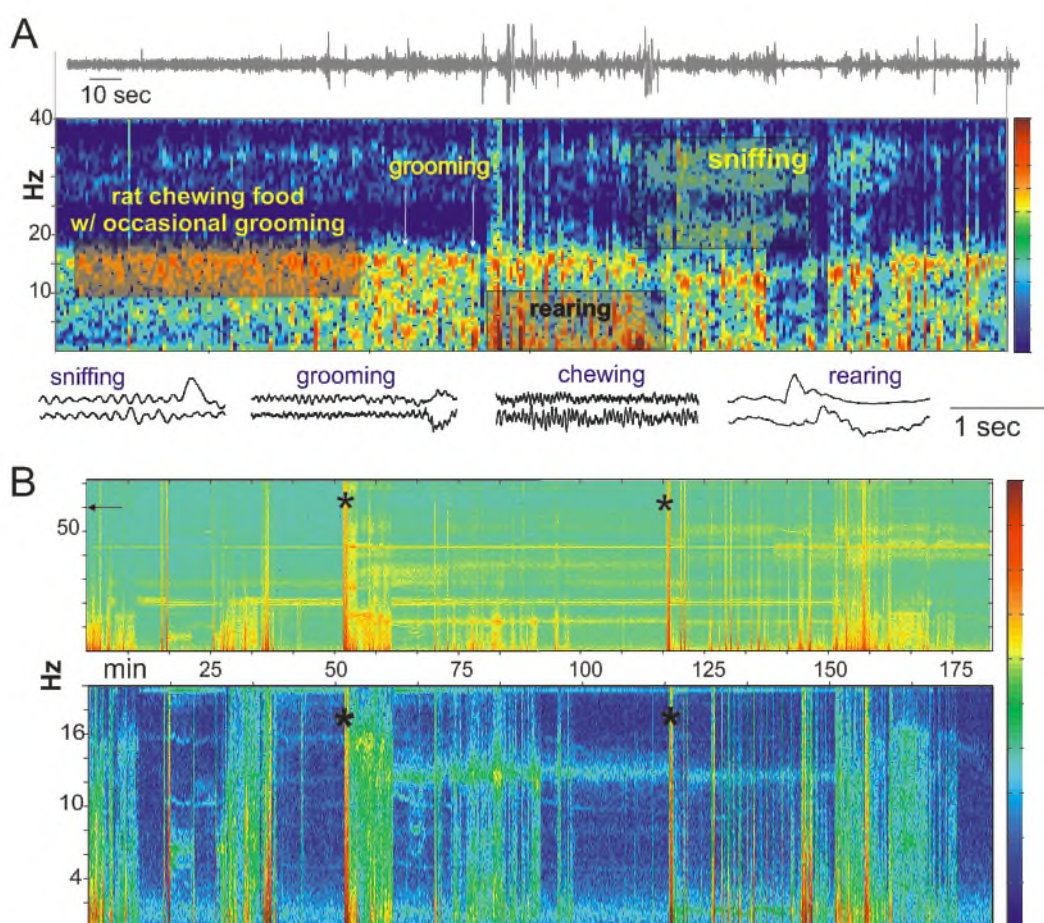 A
10 sec
40
Hz
20
10
grooming
sniffing
rat chewing food
w/ occasional grooming
rearing
sniffing
grooming
chewing
rearing
1 sec
B
*
*
50
min
25
50
75
100
125
150
175
Hz
*
*
16
10
4